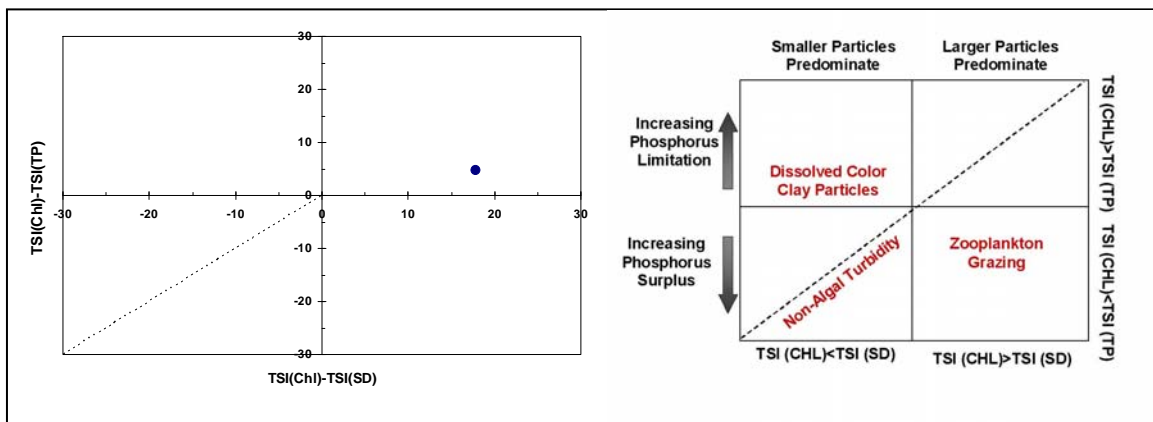 30
20
10
0
-30
-20
-10
0
10
20
30
-10
-20
-30
TSI(Chl)-TSI(TP)
TSI(Chl)-TSI(SD)
Smaller Particles
Predominate
Larger Particles
Predominate
Increasing
Phosphorus
Limitation
Dissolved Color
Clay Particles
TSI (CHL)>TSI (TP)
Increasing
Phosphorus
Surplus
Non-Algal Turbidity
Zooplankton
Grazing
TSI (CHL)<TSI (TP)
TSI (CHL)<TSI (SD)
TSI (CHL)>TSI (SD)